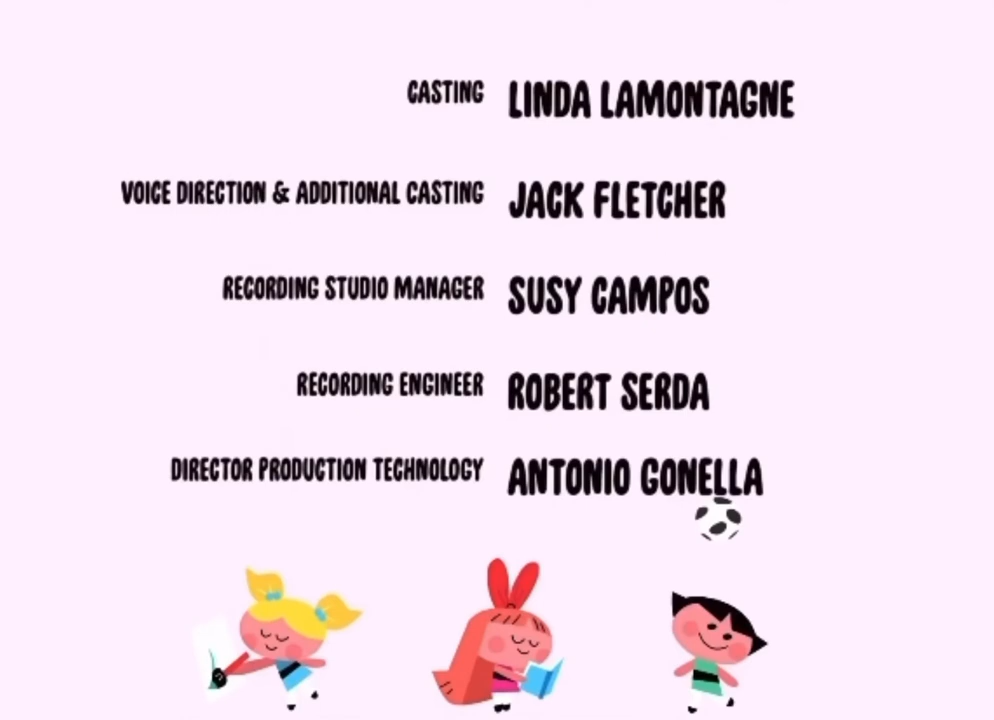 CASTING LINDA LAMONTAGNE
VOICE DIRECTION & ADDITIONAL CASTING JACK FLETCHER
RECORDING STUDIO MANAGER SUSY CAMPOS
RECORDING ENGINEER ROBERT SERDA
DIRECTOR PRODUCTION TECHNOLOGY ANTONIO GONELLA